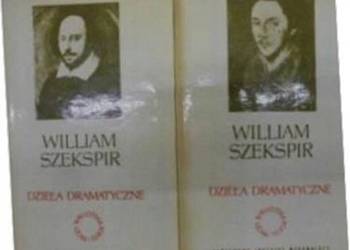 WILLIAM
SZEKSPIR
DZIEŁA DRAMATYCZNE
WILLIAM
SZEKSPIR
DZIEŁA DRAMATYCZNE